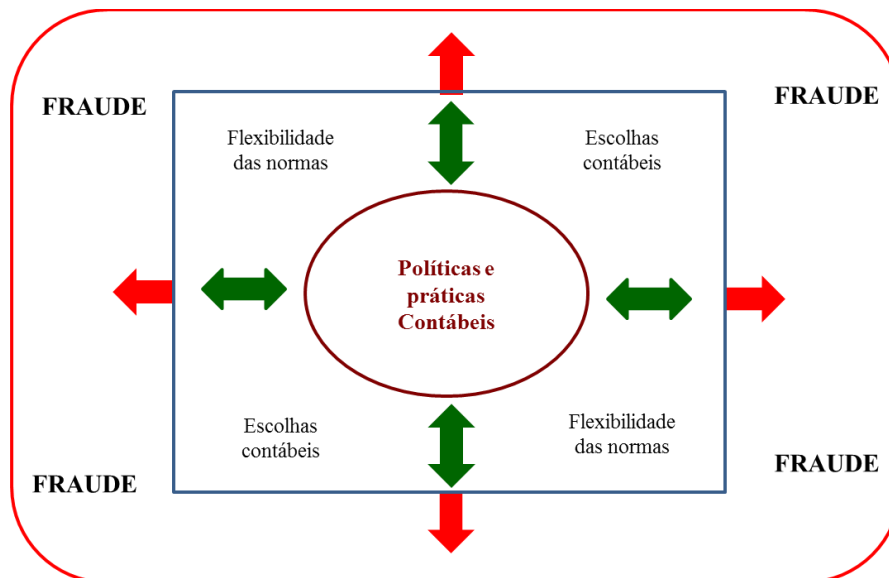 FRAUDE
FRAUDE
Flexibilidade
das normas
Escolhas
contábeis
Políticas e
práticas
Contábeis
Escolhas
contábeis
Flexibilidade
das normas
FRAUDE
FRAUDE